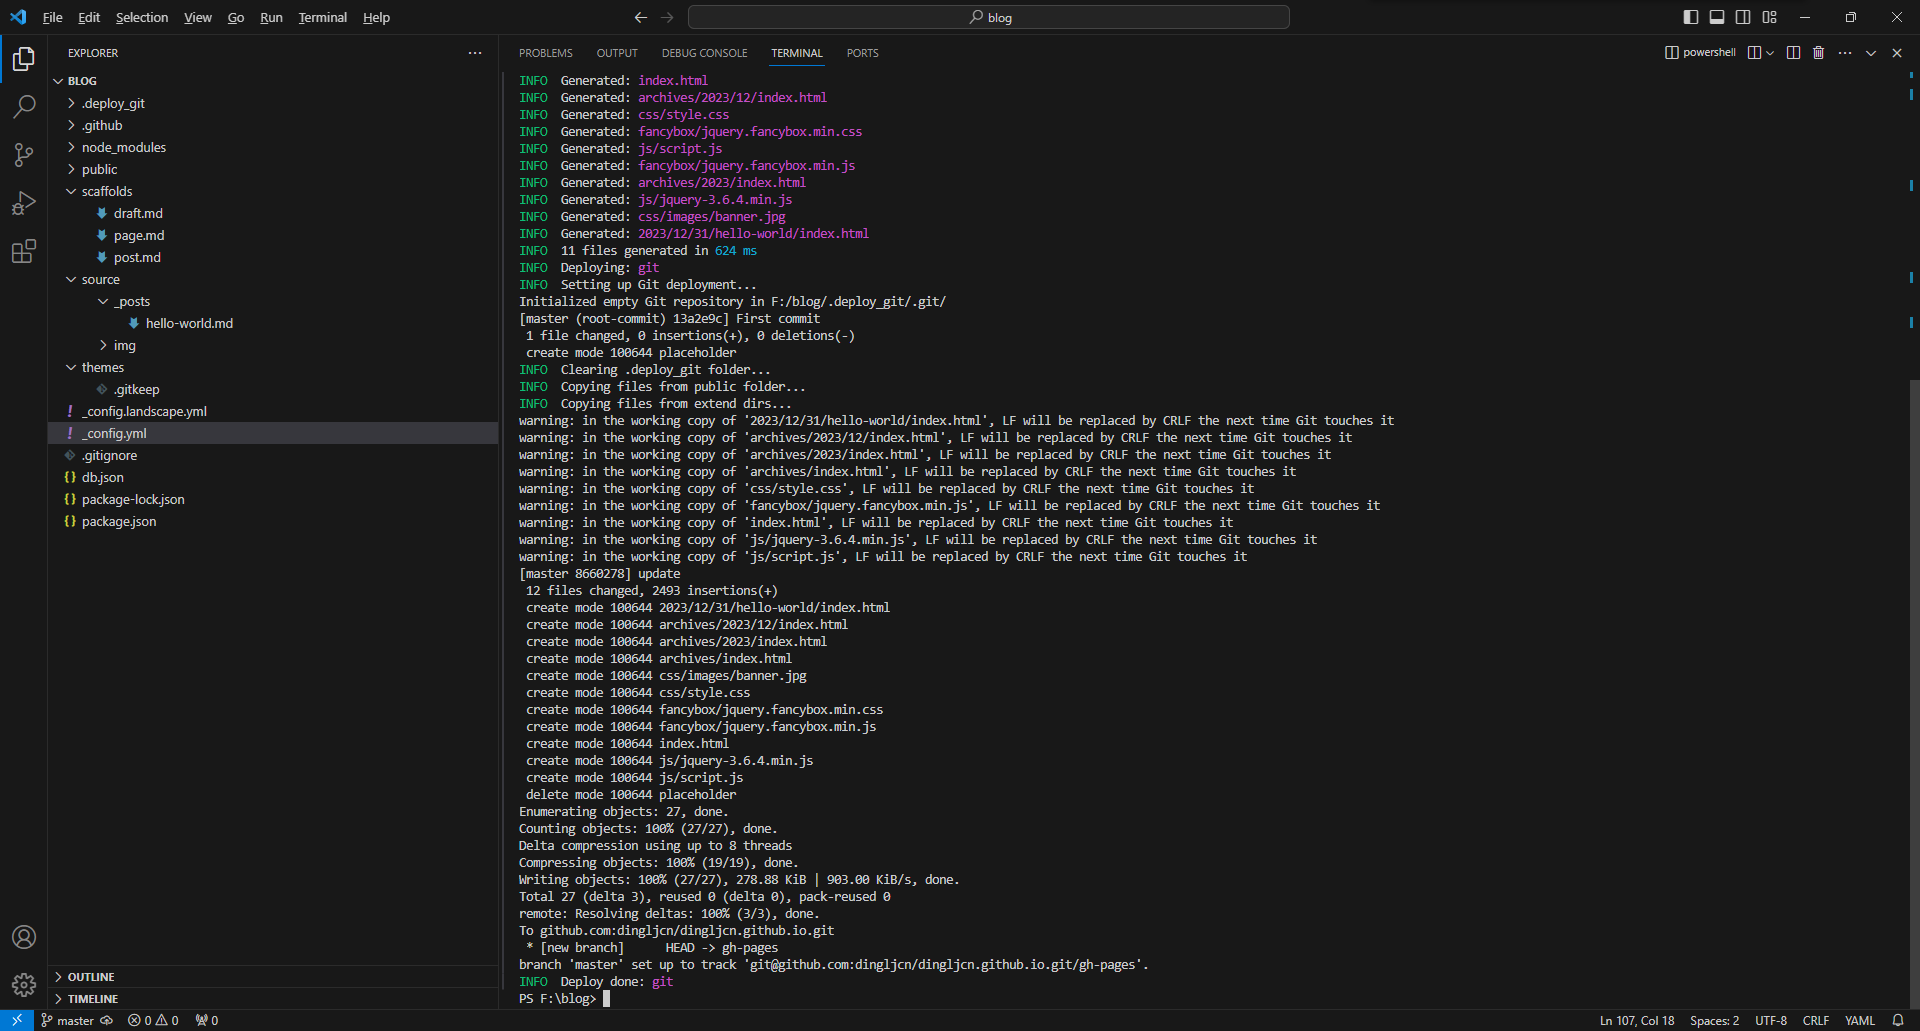 File Edit Selection View Go Run Terminal Help
blog
EXPLORER
BLOG
.deploy_git
.github
node_modules
public
scaffolds
draft.md
page.md
post.md
source
_posts
hello-world.md
img
themes
.gitkeep
! _config.landscape.yml
! _config.yml
.gitignore
{} db.json
{} package-lock.json
{} package.json
OUTLINE
TIMELINE
PROBLEMS OUTPUT DEBUG CONSOLE TERMINAL PORTS
powershell
INFO Generated: index.html
INFO Generated: archives/2023/12/index.html
INFO Generated: css/style.css
INFO Generated: fancybox/jquery.fancybox.min.css
INFO Generated: js/script.js
INFO Generated: fancybox/jquery.fancybox.min.js
INFO Generated: archives/2023/index.html
INFO Generated: js/jquery-3.6.4.min.js
INFO Generated: css/images/banner.jpg
INFO Generated: 2023/12/31/hello-world/index.html
INFO 11 files generated in 624 ms
INFO Deploying: git
INFO Setting up Git deployment...
Initialized empty Git repository in F:/blog/.deploy_git/.git/
[master (root-commit) 13a2e9c] First commit
1 file changed, 0 insertions(+), 0 deletions(-)
create mode 100644 placeholder
INFO Clearing .deploy_git folder...
INFO Copying files from public folder...
INFO Copying files from extend dirs...
warning: in the working copy of '2023/12/31/hello-world/index.html', LF will be replaced by CRLF the next time Git touches it
warning: in the working copy of 'archives/2023/12/index.html', LF will be replaced by CRLF the next time Git touches it
warning: in the working copy of 'archives/2023/index.html', LF will be replaced by CRLF the next time Git touches it
warning: in the working copy of 'archives/index.html', LF will be replaced by CRLF the next time Git touches it
warning: in the working copy of 'css/style.css', LF will be replaced by CRLF the next time Git touches it
warning: in the working copy of 'fancybox/jquery.fancybox.min.js', LF will be replaced by CRLF the next time Git touches it
warning: in the working copy of 'index.html', LF will be replaced by CRLF the next time Git touches it
warning: in the working copy of 'js/jquery-3.6.4.min.js', LF will be replaced by CRLF the next time Git touches it
warning: in the working copy of 'js/script.js', LF will be replaced by CRLF the next time Git touches it
[master 8660278] update
12 files changed, 2493 insertions(+)
create mode 100644 2023/12/31/hello-world/index.html
create mode 100644 archives/2023/12/index.html
create mode 100644 archives/2023/index.html
create mode 100644 archives/index.html
create mode 100644 css/images/banner.jpg
create mode 100644 css/style.css
create mode 100644 fancybox/jquery.fancybox.min.css
create mode 100644 fancybox/jquery.fancybox.min.js
create mode 100644 index.html
create mode 100644 js/jquery-3.6.4.min.js
create mode 100644 js/script.js
delete mode 100644 placeholder
Enumerating objects: 27, done.
Counting objects: 100% (27/27), done.
Delta compression using up to 8 threads
Compressing objects: 100% (19/19), done.
Writing objects: 100% (27/27), 278.88 KiB | 903.00 KiB/s, done.
Total 27 (delta 3), reused 0 (delta 0), pack-reused 0
remote: Resolving deltas: 100% (3/3), done.
To github.com:dingljcn/dingljcn.github.io.git
* [new branch] HEAD -> gh-pages
branch 'master' set up to track 'git@github.com:dingljcn/dingljcn.github.io.git/gh-pages'.
INFO Deploy done: git
PS F:\blog>
master 0 0 0
Ln 107, Col 18 Spaces: 2 UTF-8 CRLF YAML